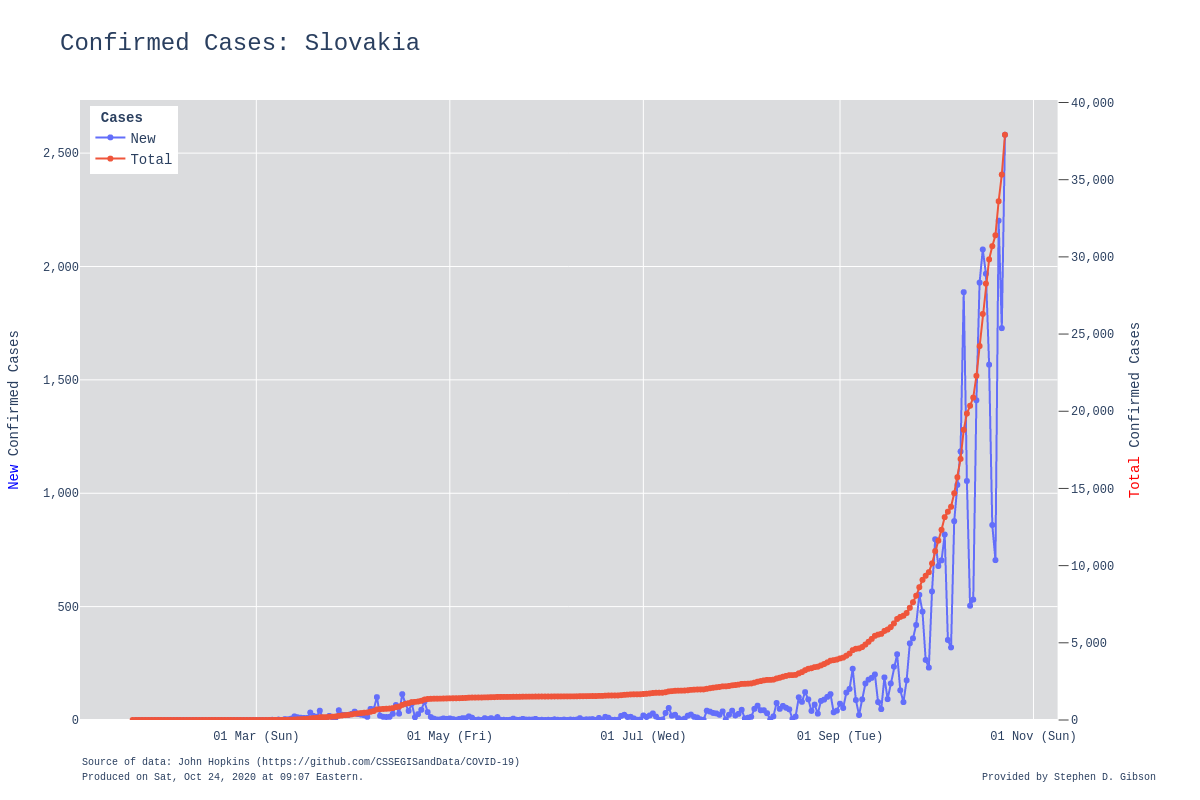 Confirmed Cases: Slovakia
Cases
New
Total
2,500
2,000
1,500
1,000
500
0
40,000
35,000
30,000
25,000
20,000
15,000
10,000
5,000
0
New Confirmed Cases
Total Confirmed Cases
01 Mar (Sun)
01 May (Fri)
01 Jul (Wed)
01 Sep (Tue)
01 Nov (Sun)
Source of data: John Hopkins (https://github.com/CSSEGISandData/COVID-19)
Produced on Sat, Oct 24, 2020 at 09:07 Eastern.
Provided by Stephen D. Gibson